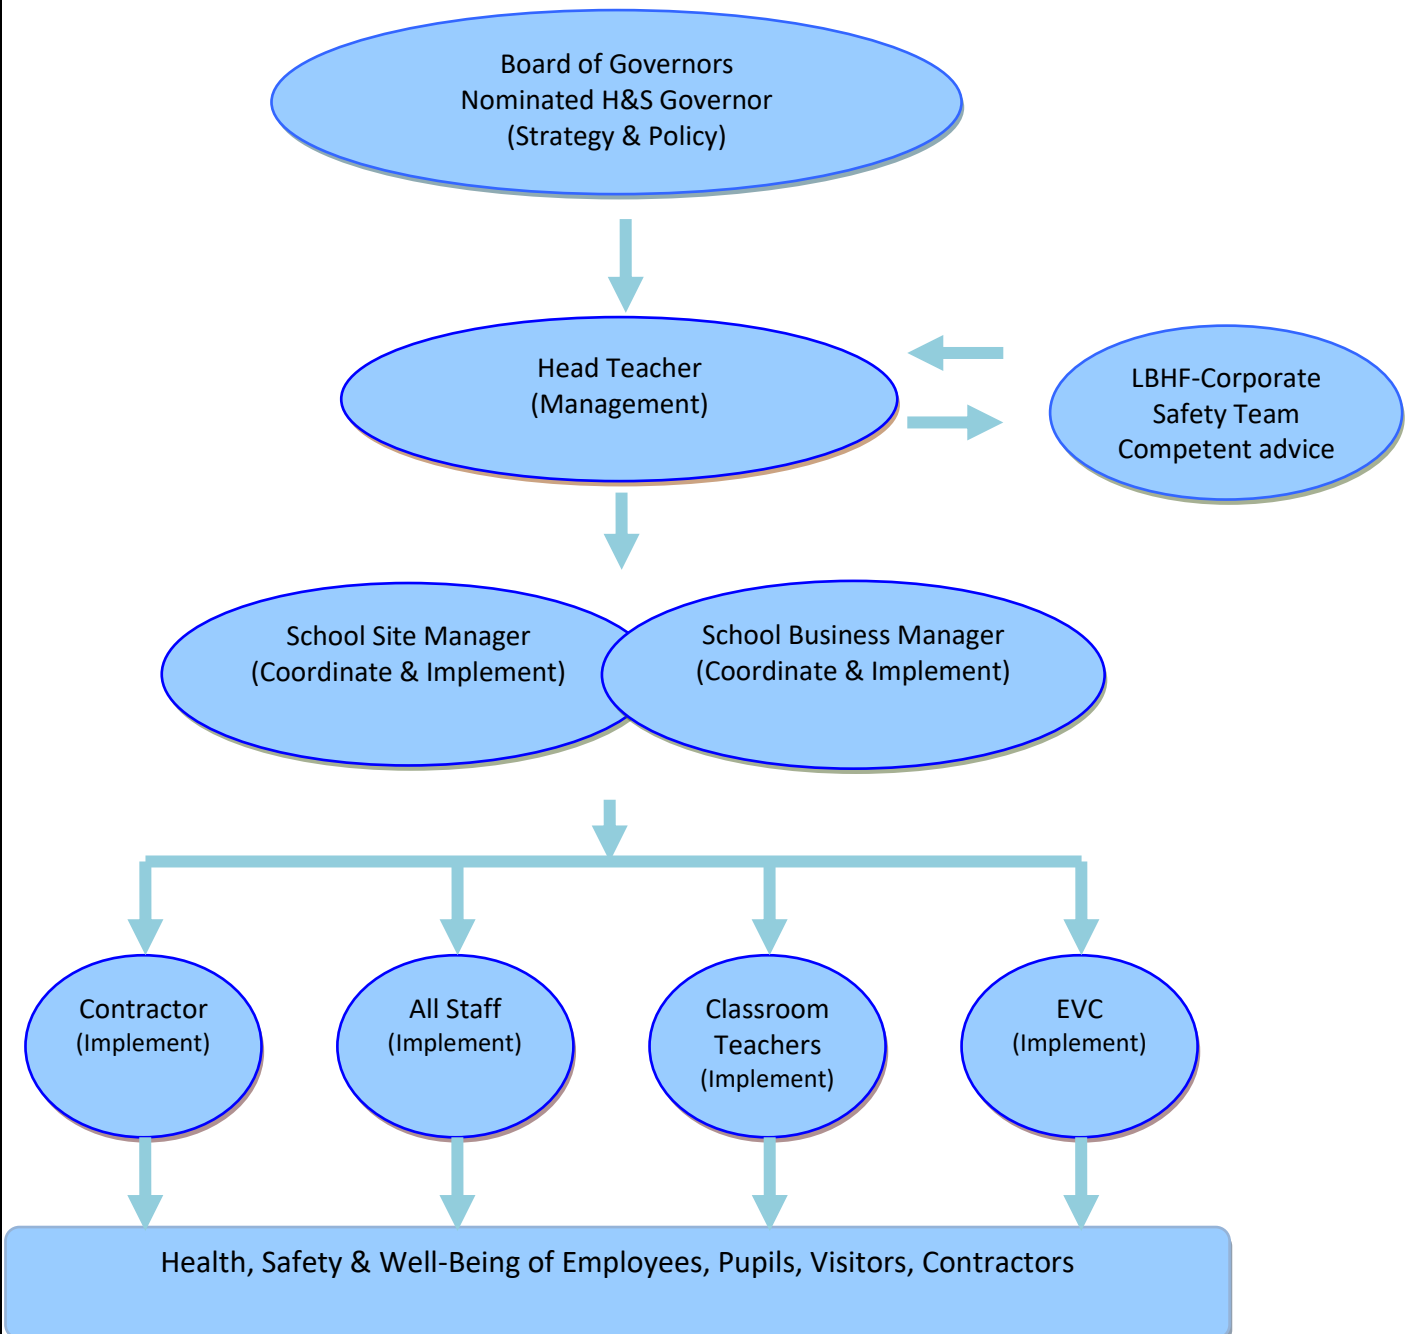 Board of Governors
Nominated H&S Governor
(Strategy & Policy)
Head Teacher
(Management)
LBHF-Corporate
Safety Team
Competent advice
School Site Manager
(Coordinate & Implement)
School Business Manager
(Coordinate & Implement)
Contractor
(Implement)
All Staff
(Implement)
Classroom
Teachers
(Implement)
EVC
(Implement)
Health, Safety & Well-Being of Employees, Pupils, Visitors, Contractors